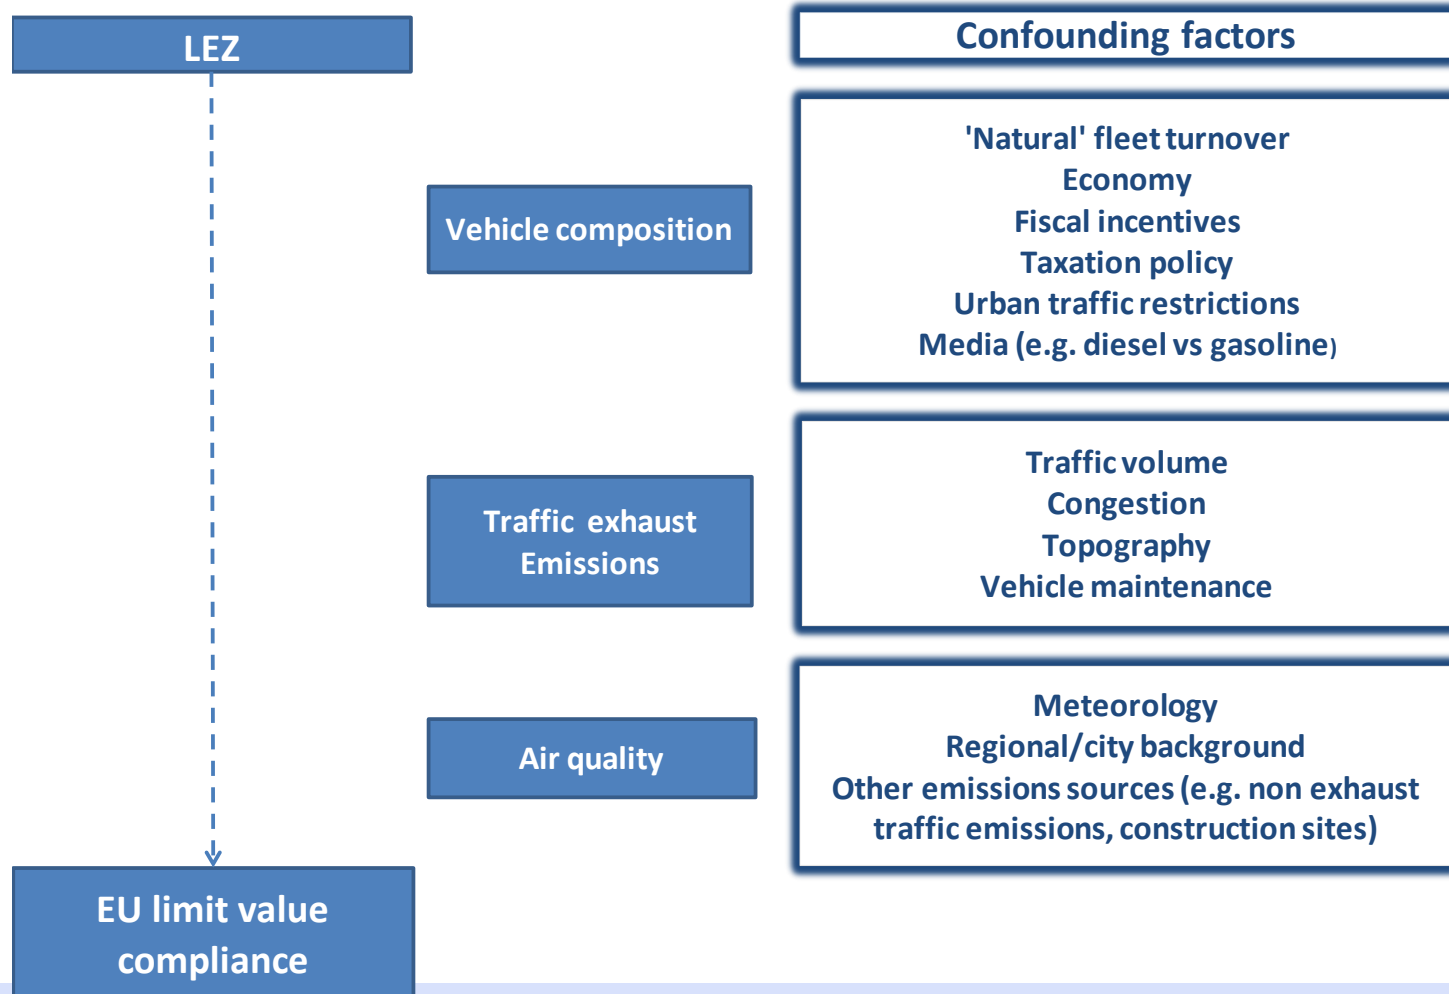 LEZ
Confounding factors
Vehicle composition
'Natural' fleet turnover
Economy
Fiscal incentives
Taxation policy
Urban traffic restrictions
Media (e.g. diesel vs gasoline)
Traffic exhaust
Emissions
Traffic volume
Congestion
Topography
Vehicle maintenance
Air quality
Meteorology
Regional/city background
Other emissions sources (e.g. non exhaust
traffic emissions, construction sites)
EU limit value
compliance